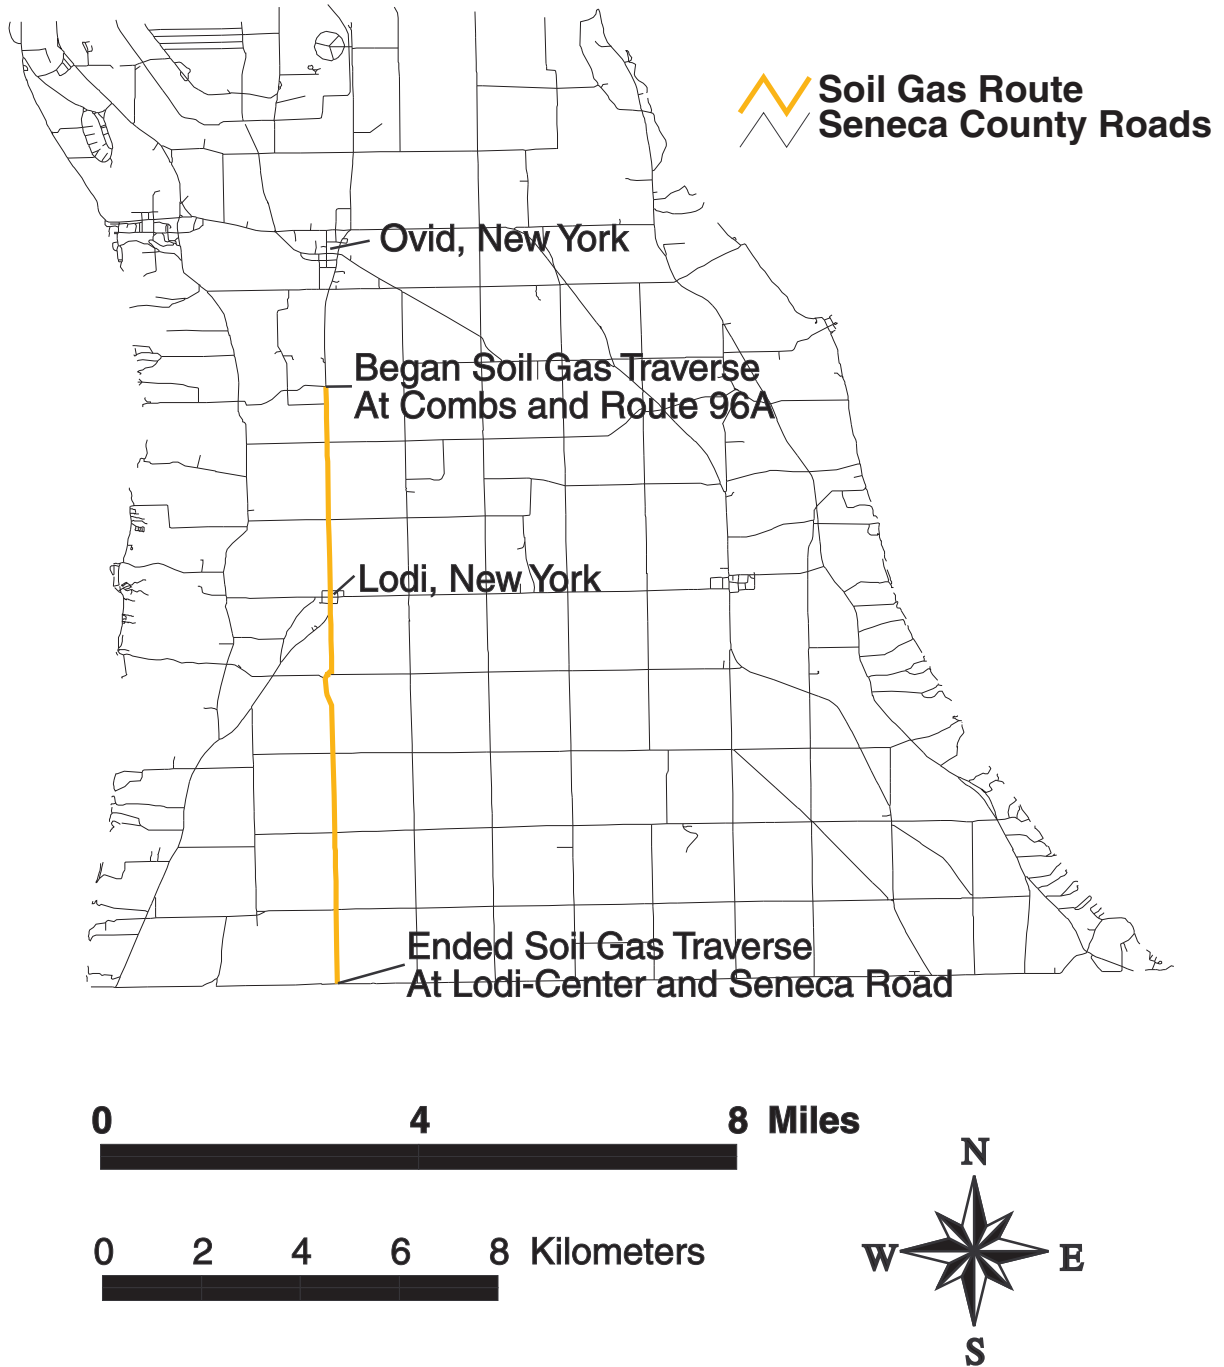 Soil Gas Route
Seneca County Roads
Ovid, New York
Began Soil Gas Traverse
At Combs and Route 96A
Lodi, New York
Ended Soil Gas Traverse
At Lodi-Center and Seneca Road
0 4 8 Miles
N
0 2 4 6 8 Kilometers
W E
S